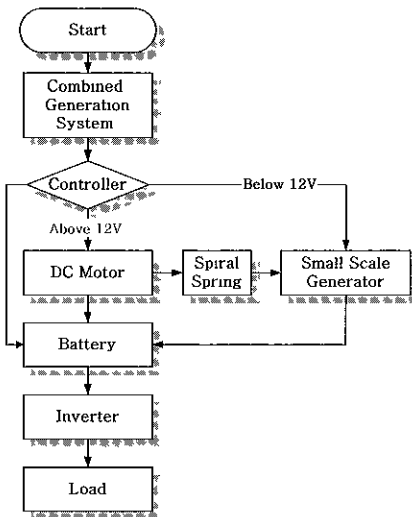 Start
Combined
Generation
System
Controller
Below 12V
Above 12V
DC Motor
Spiral
Spring
Small Scale
Generator
Battery
Inverter
Load